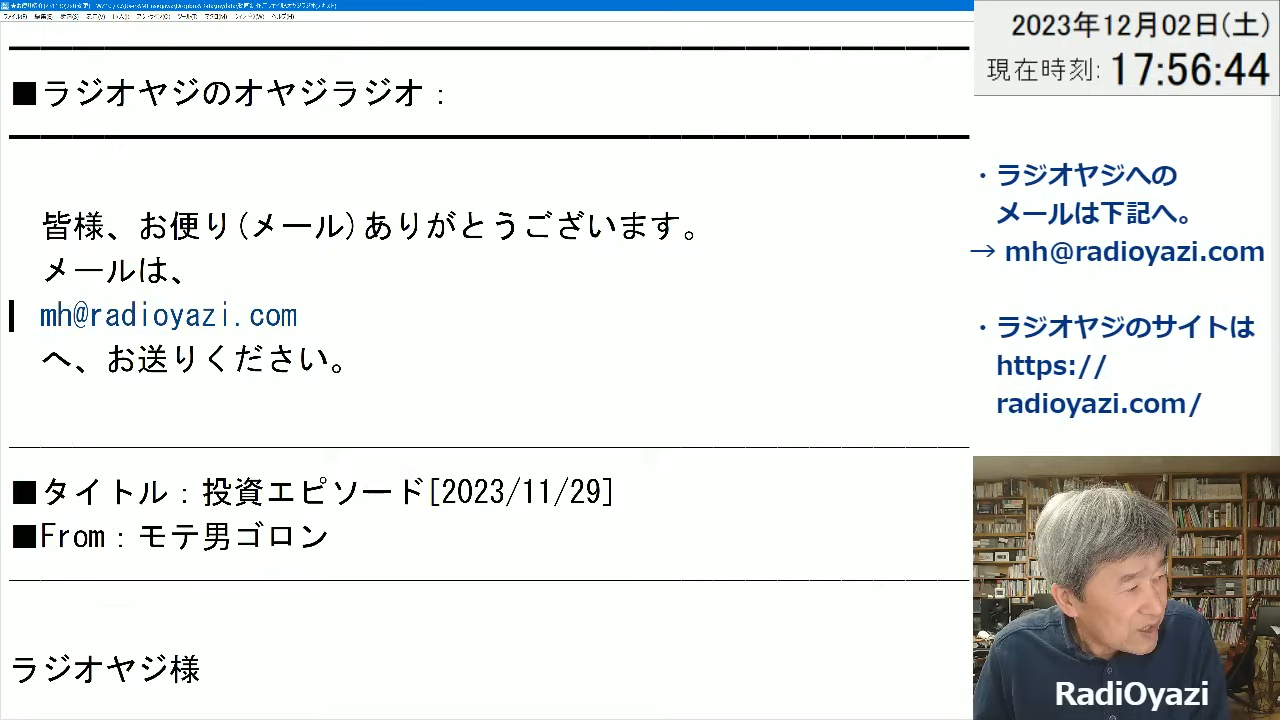 2023年12月02日(土)
現在時刻: 17:56:44
■ラジオヤジのオヤジラジオ：
皆様、お便り(メール)ありがとうございます。
メールは、
mh@radioyazi.com
へ、お送りください。
■タイトル：投資エピソード[2023/11/29]
■From：モテ男ゴロン
ラジオヤジ様
・ラジオヤジへの
メールは下記へ。
→ mh@radioyazi.com
・ラジオヤジのサイトは
https://
radioyazi.com/
RadiOyazi